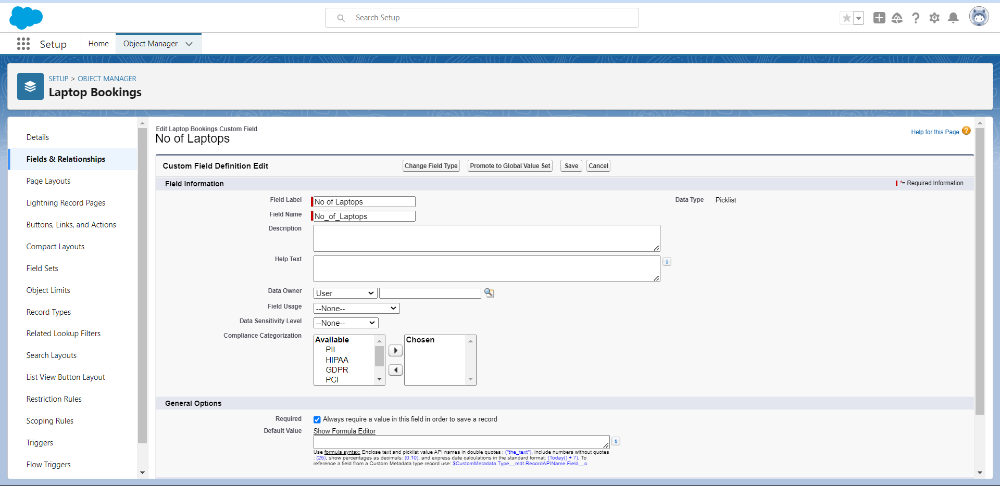 Search Setup
Setup
Home
Object Manager
SETUP > OBJECT MANAGER
Laptop Bookings
Details
Fields & Relationships
Page Layouts
Lightning Record Pages
Buttons, Links, and Actions
Compact Layouts
Field Sets
Object Limits
Record Types
Related Lookup Filters
Search Layouts
List View Button Layout
Restriction Rules
Scoping Rules
Triggers
Flow Triggers
Edit Laptop Bookings Custom Field
No of Laptops
Help for this Page ?
Custom Field Definition Edit
Change Field Type
Promote to Global Value Set
Save
Cancel
Field Information
*= Required Information
Field Label No of Laptops
Data Type Picklist
Field Name No_of_Laptops
Description
Help Text
Data Owner User
Field Usage --None--
Data Sensitivity Level --None--
Compliance Categorization
Available
PII
HIPAA
GDPR
PCI
Chosen
General Options
Required Always require a value in this field in order to save a record
Default Value Show Formula Editor
Use formula syntax: Enclose text and picklist value API names in double quotes : ("the_text"), include numbers without quotes
: (25), show percentages as decimals: (0.10), and express date calculations in the standard format: (Today() + 7), To
reference a field from a Custom Metadata type record use: $CustomMetadata.Type__mdt.RecordAPIName.Field__c